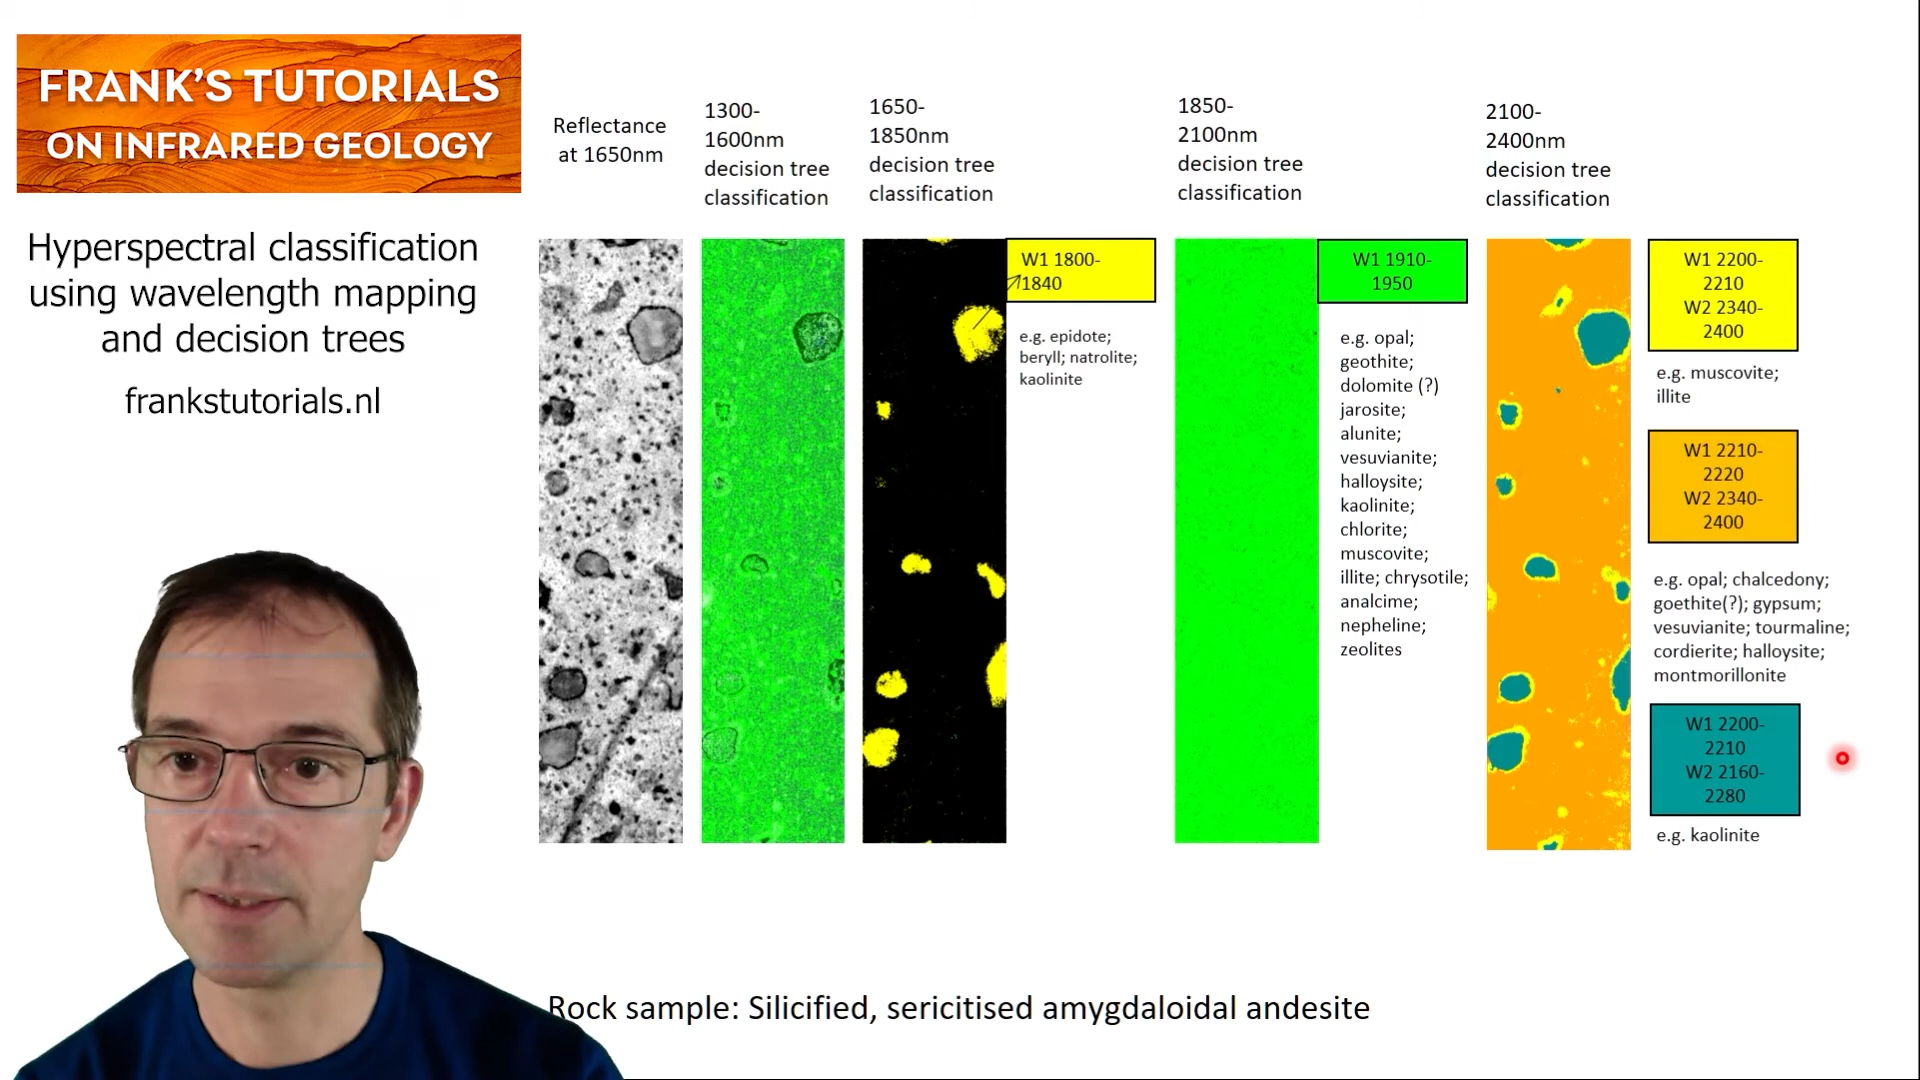 FRANK'S TUTORIALS
ON INFRARED GEOLOGY
Hyperspectral classification
using wavelength mapping
and decision trees
frankstutorials.nl
Reflectance
at 1650nm
1300-
1600nm
decision tree
classification
1650-
1850nm
decision tree
classification
1850-
2100nm
decision tree
classification
2100-
2400nm
decision tree
classification
W1 1800-
1840
e.g. epidote;
beryll; natrolite;
kaolinite
W1 1910-
1950
e.g. opal;
geothite;
dolomite (?)
jarosite;
alunite;
vesuvianite;
halloysite;
kaolinite;
chlorite;
muscovite;
illite; chrysotile;
analcime;
nepheline;
zeolites
W1 2200-
2210
W2 2340-
2400
e.g. muscovite;
illite
W1 2210-
2220
W2 2340-
2400
e.g. opal; chalcedony;
goethite(?); gypsum;
vesuvianite; tourmaline;
cordierite; halloysite;
montmorillonite
W1 2200-
2210
W2 2160-
2280
e.g. kaolinite
Rock sample: Silicified, sericitised amygdaloidal andesite